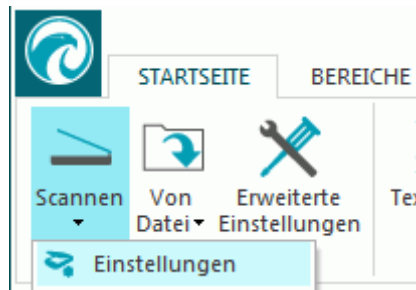 STARTSEITE BEREICHE
Scannen Von Erweiterte
Datei Einstellungen
Einstellungen